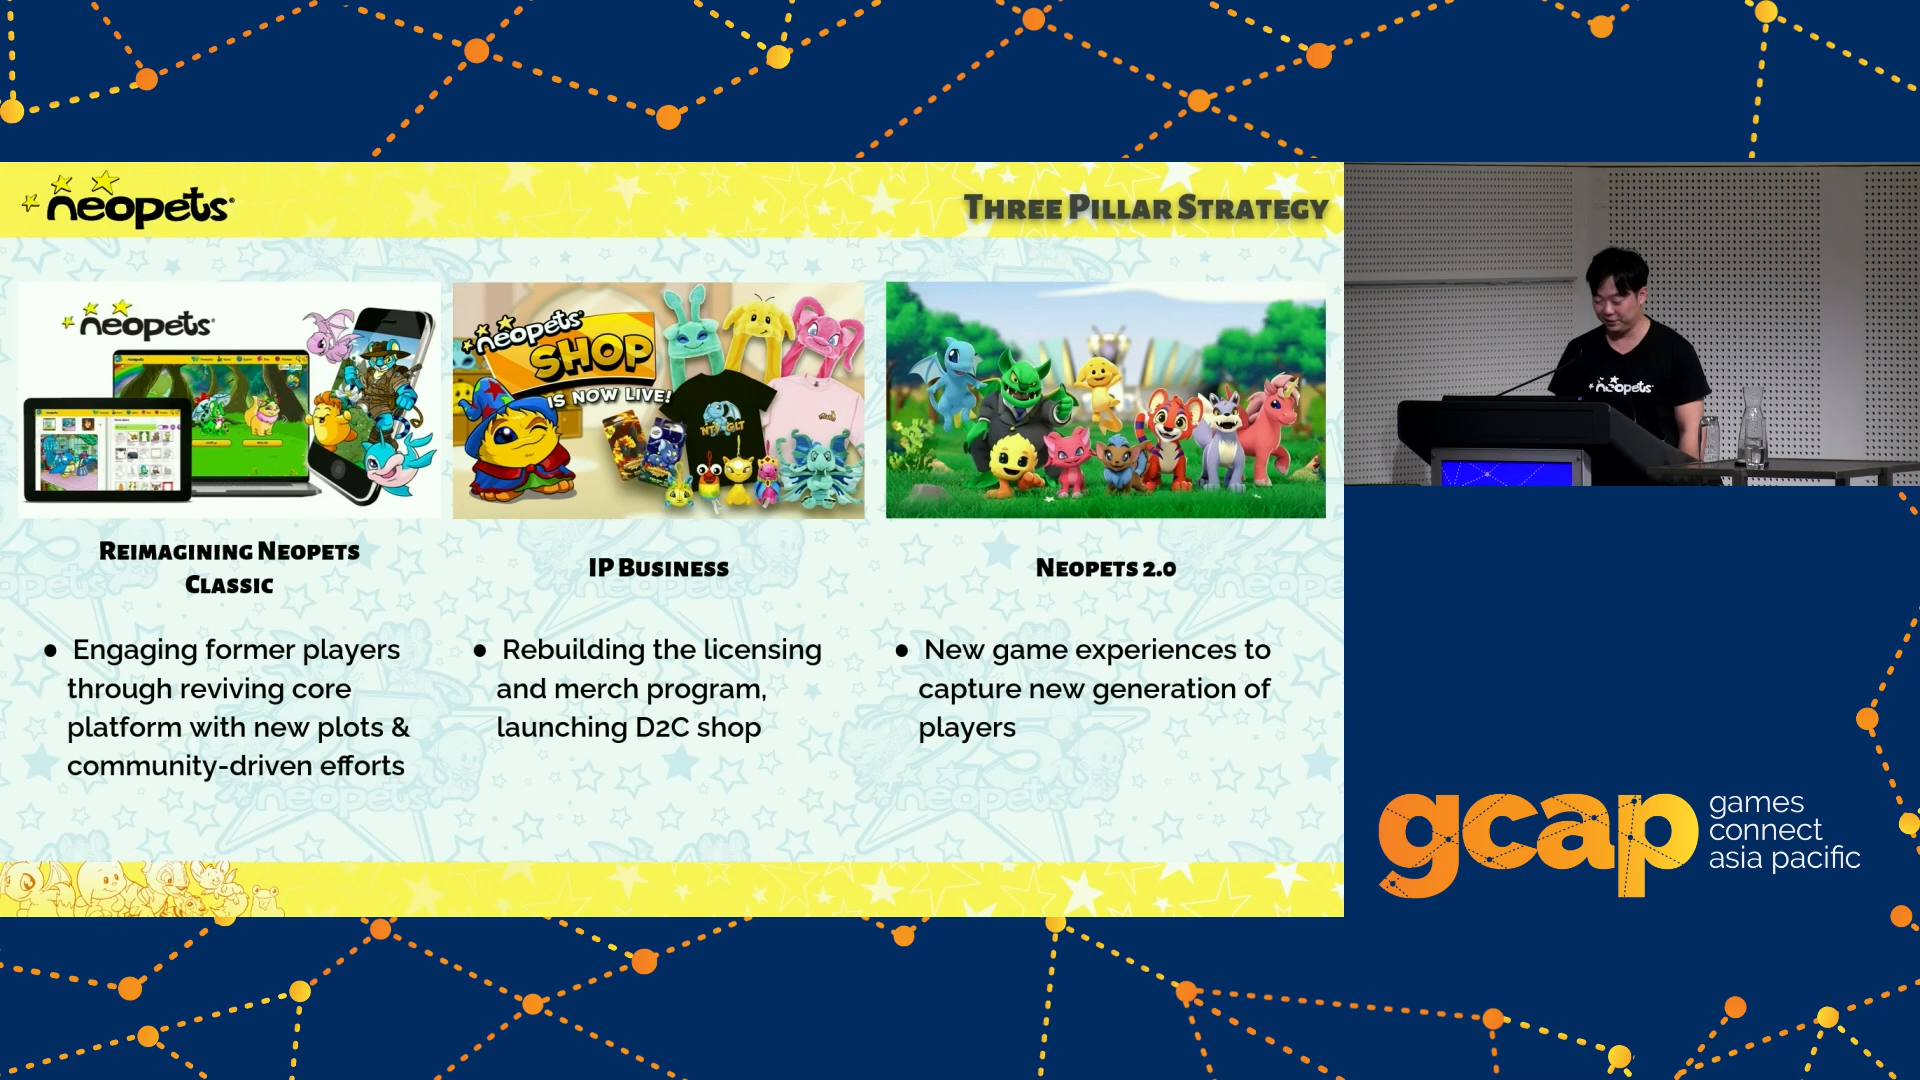 neopets
THREE PILLAR STRATEGY
neopets
neopets
SHOP
IS NOW LIVE!
REIMAGINING NEOPETS
CLASSIC
IP BUSINESS
NEOPETS 2.0
• Engaging former players
through reviving core
platform with new plots &
community-driven efforts
• Rebuilding the licensing
and merch program,
launching D2C shop
• New game experiences to
capture new generation of
players
neopets
gcap
games
connect
asia pacific